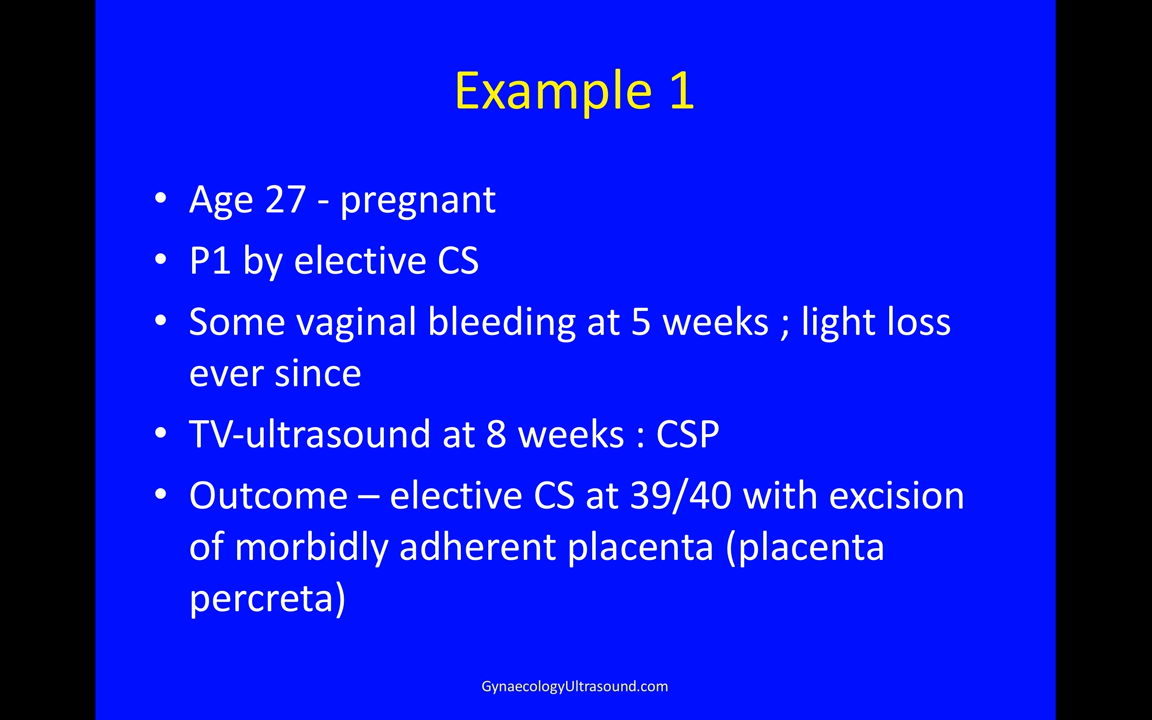 Example 1
• Age 27 - pregnant
• P1 by elective CS
• Some vaginal bleeding at 5 weeks ; light loss
ever since
• TV-ultrasound at 8 weeks : CSP
• Outcome – elective CS at 39/40 with excision
of morbidly adherent placenta (placenta
percreta)
GynaecologyUltrasound.com